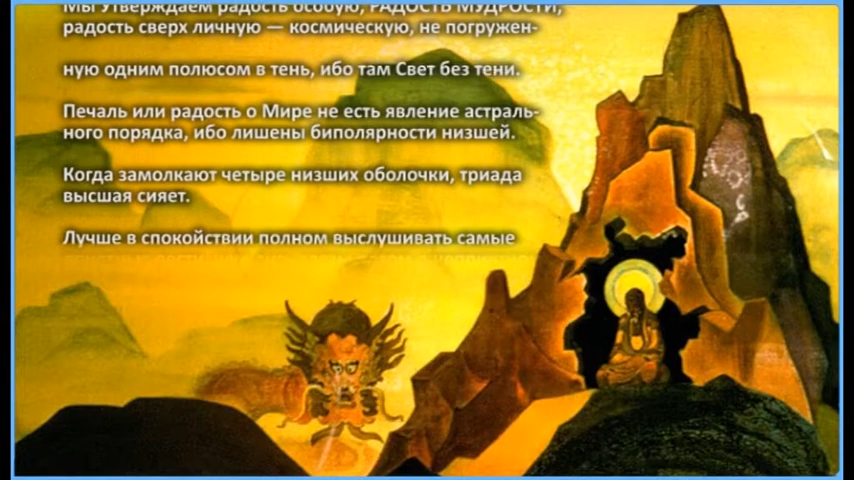 Мы Утверждаем радость особую, РАДОСТЬ МУДРОСТИ,
радость сверх личную — космическую, не погружен-
ную одним полюсом в тень, ибо там Свет без тени.
Печаль или радость о Мире не есть явление астраль-
ного порядка, ибо лишены биполярности низшей.
Когда замолкают четыре низших оболочки, триада
высшая сияет.
Лучше в спокойствии полном выслушивать самые